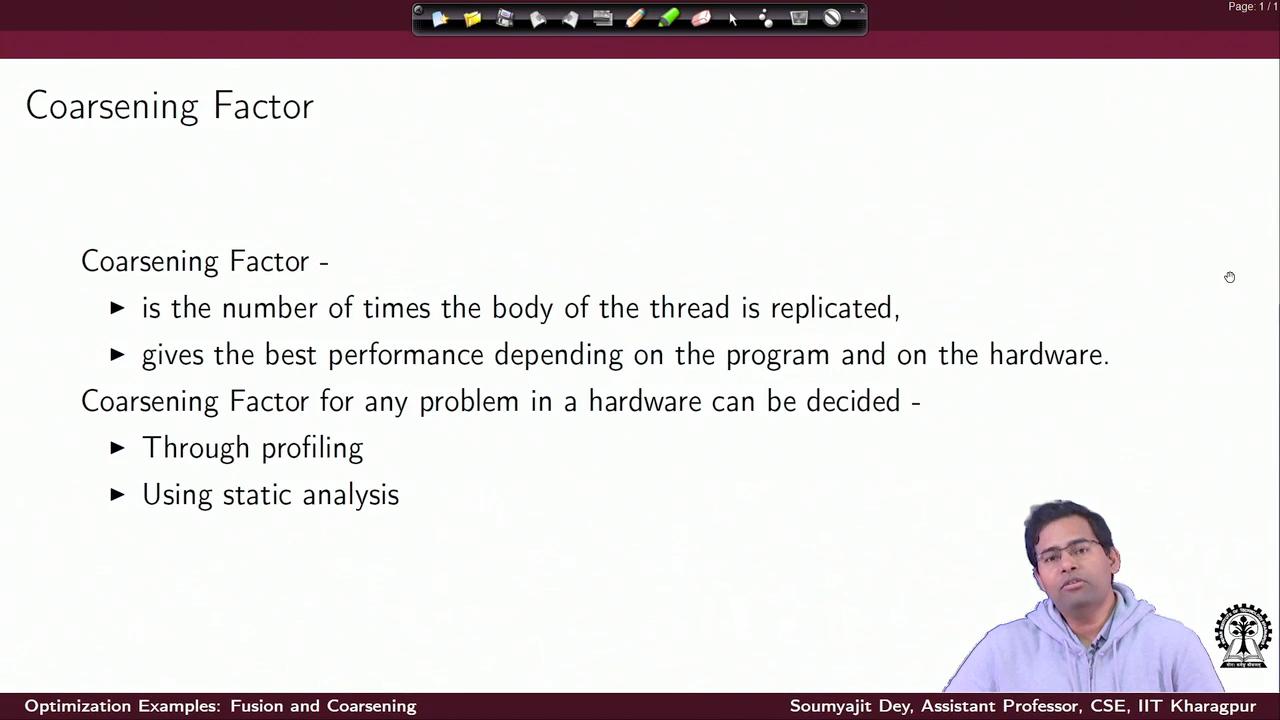 Page: 1 / 1
Coarsening Factor
Coarsening Factor -
is the number of times the body of the thread is replicated,
gives the best performance depending on the program and on the hardware.
Coarsening Factor for any problem in a hardware can be decided -
Through profiling
Using static analysis
Optimization Examples: Fusion and Coarsening
Soumyajit Dey, Assistant Professor, CSE, IIT Kharagpur